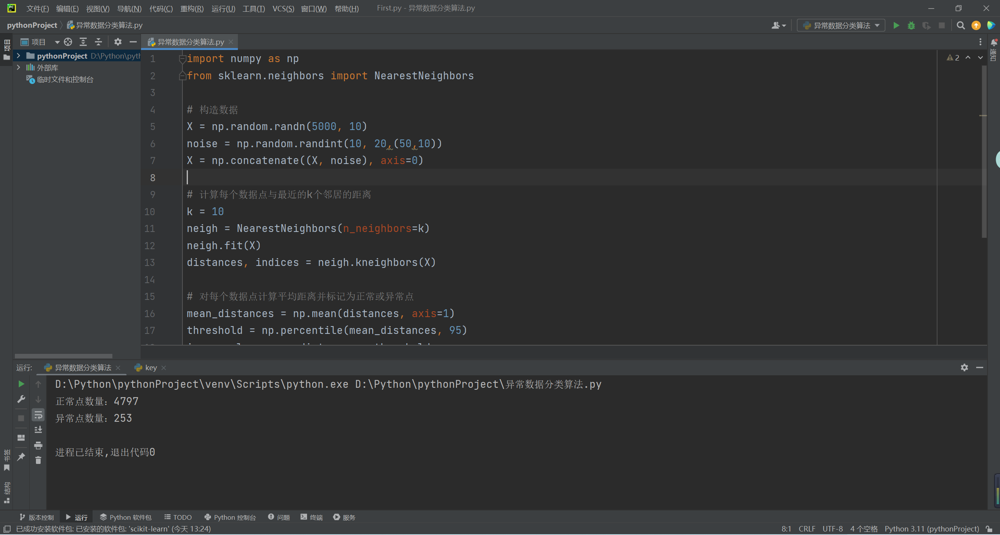 文件(F) 编辑(E) 视图(V) 导航(N) 代码(C) 重构(R) 运行(U) 工具(T) VCS(S) 窗口(W) 帮助(H) First.py - 异常数据分类算法.py
pythonProject 异常数据分类算法.py
异常数据分类算法
项目
项目
异常数据分类算法.py
通知
pythonProject D:\Python\pyth
外部库
临时文件和控制台
2
1 import numpy as np
2 from sklearn.neighbors import NearestNeighbors
3
4 # 构造数据
5 X = np.random.randn(5000, 10)
6 noise = np.random.randint(10, 20,(50,10))
7 X = np.concatenate((X, noise), axis=0)
8
9 # 计算每个数据点与最近的k个邻居的距离
10 k = 10
11 neigh = NearestNeighbors(n_neighbors=k)
12 neigh.fit(X)
13 distances, indices = neigh.kneighbors(X)
14
15 # 对每个数据点计算平均距离并标记为正常或异常点
16 mean_distances = np.mean(distances, axis=1)
17 threshold = np.percentile(mean_distances, 95)
运行: 异常数据分类算法 key
D:\Python\pythonProject\venv\Scripts\python.exe D:\Python\pythonProject\异常数据分类算法.py
正常点数量: 4797
异常点数量: 253
进程已结束,退出代码0
书签
结构
版本控制 运行 Python 软件包 TODO Python 控制台 问题 终端 服务
已成功安装软件包: 已安装的软件包: 'scikit-learn' (今天 13:24) 8:1 CRLF UTF-8 4 个空格 Python 3.11 (pythonProject)